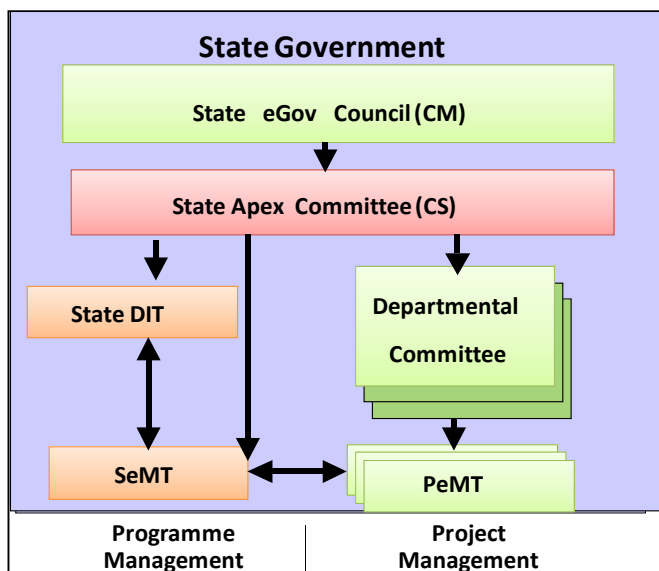 State Government
State eGov Council (CM)
State Apex Committee (CS)
State DIT
Departmental
Committee
SeMT
PeMT
Programme
Management
Project
Management